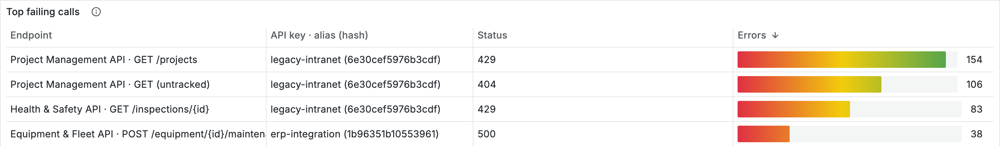 Top failing calls
Endpoint API key · alias (hash) Status Errors ↓
Project Management API · GET /projects legacy-intranet (6e30cef5976b3cdf) 429 154
Project Management API · GET (untracked) legacy-intranet (6e30cef5976b3cdf) 404 106
Health & Safety API · GET /inspections/{id} legacy-intranet (6e30cef5976b3cdf) 429 83
Equipment & Fleet API · POST /equipment/{id}/mainten erp-integration (1b96351b10553961) 500 38